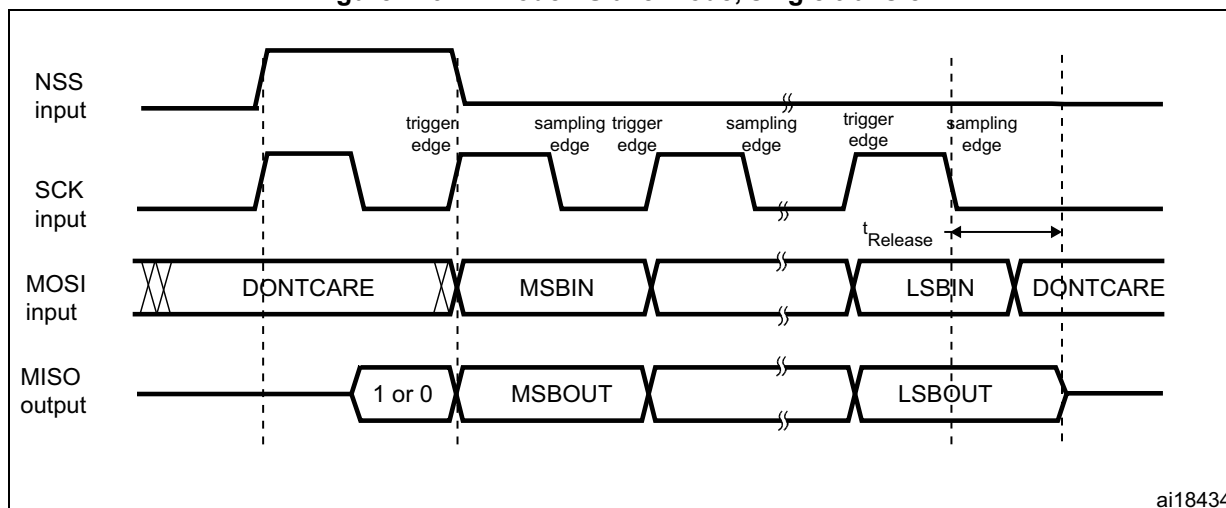 NSS
input
trigger
edge
sampling
edge
trigger
edge
sampling
edge
trigger
edge
sampling
edge
SCK
input
tRelease
MOSI
input
DONTCARE
MSBIN
LSBIN
DONTCARE
MISO
output
1 or 0
MSBOUT
LSBOUT
ai18434